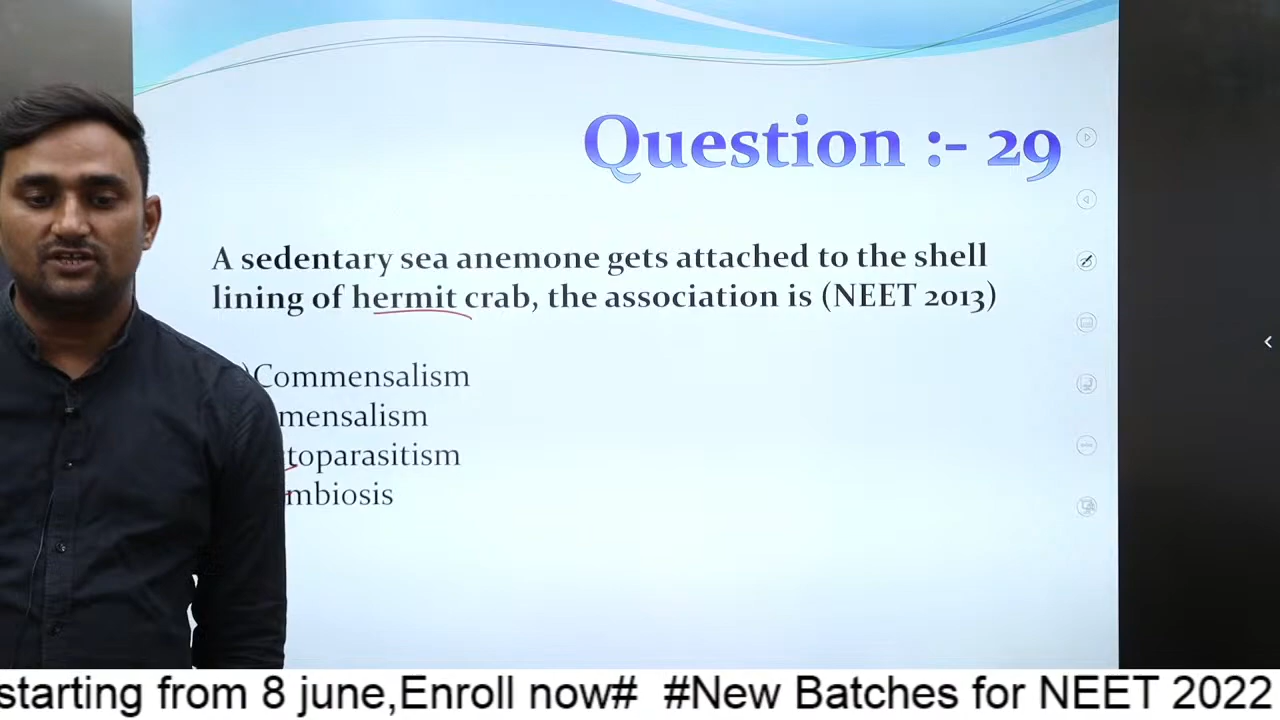 Question :- 29
A sedentary sea anemone gets attached to the shell
lining of hermit crab, the association is (NEET 2013)
)Commensalism
mensalism
toparasitism
mbiosis
starting from 8 june,Enroll now# #New Batches for NEET 2022